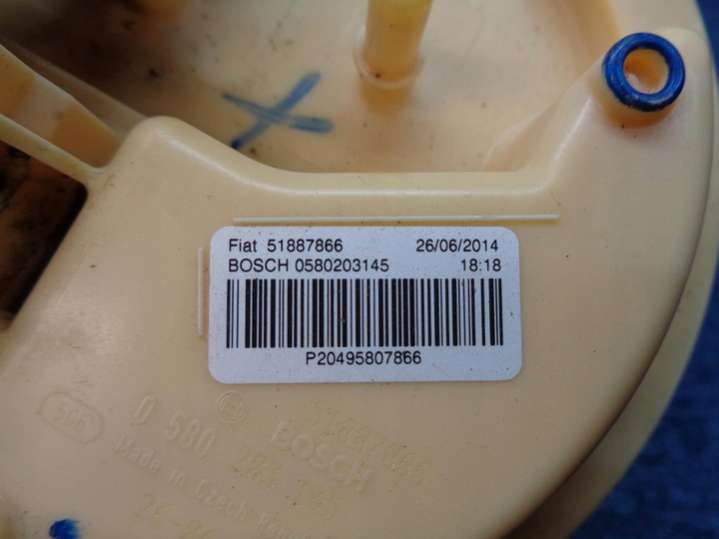 Fiat 51887866 26/06/2014
BOSCH 0580203145 18:18
P20495807866
0 580
BOSCH
Made in Czech